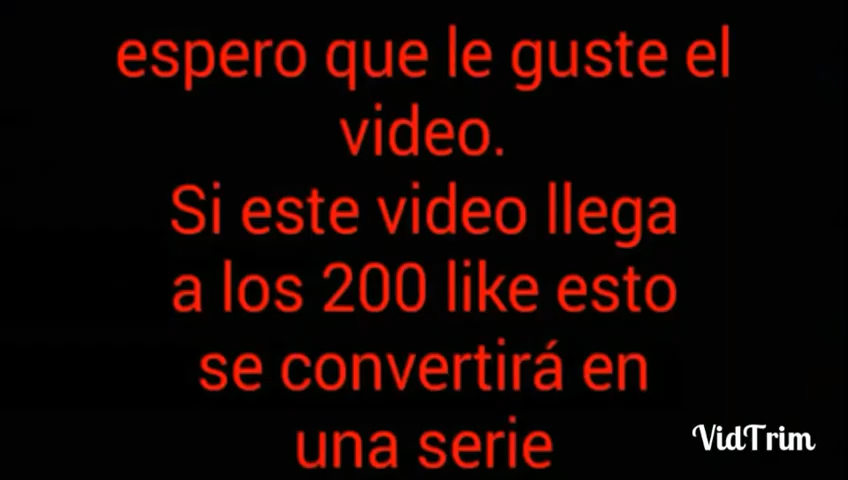 espero que le guste el
video.
Si este video llega
a los 200 like esto
se convertirá en
una serie
VidTrim